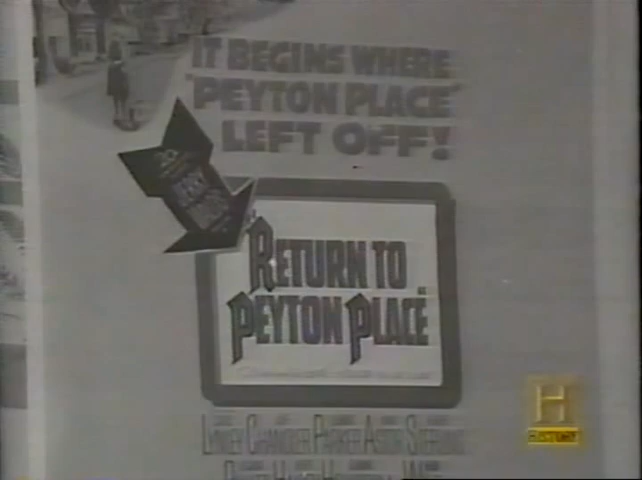 IT BEGINS WHERE
"PEYTON PLACE"
LEFT OFF!
RETURN TO
PEYTON PLACE
LYNLEY CHANDLER PARKER ASTOR STERLING
H
HISTORY